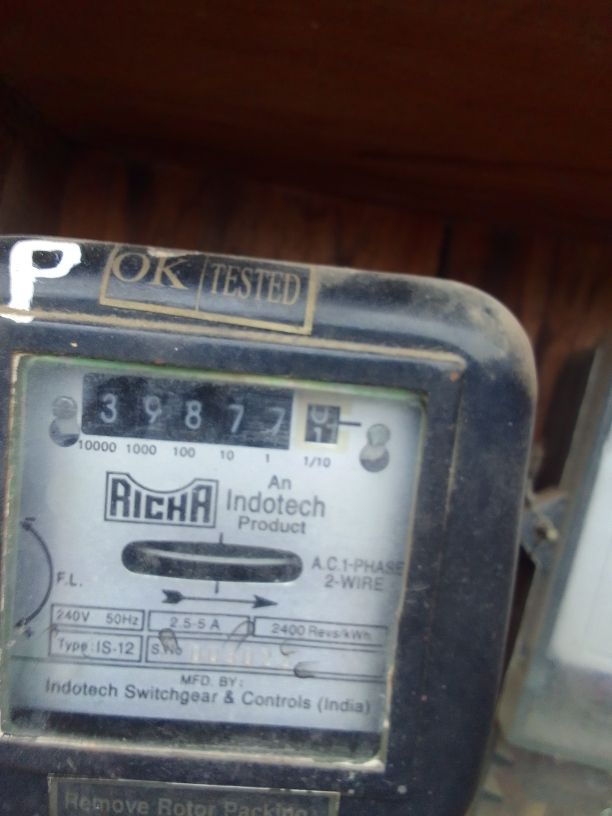 P
OK TESTED
3 9 8 7 7
10000 1000 100 10 1 1/10
RICHA An Indotech Product
A.C.1-PHASE
2-WIRE
F.L.
240V 50Hz 2.5-5 A 2400 Revs/kWh
Type:IS-12 S.No
MFD. BY:
Indotech Switchgear & Controls (India)
Remove Rotor Packing